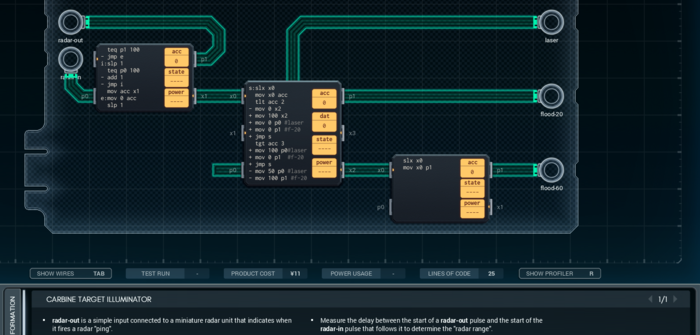 radar-out
teq p1 100
- jmp e
i:slp 1
teq p0 100
- add 1
- jmp i
mov acc x1
e:mov 0 acc
slp 1
acc
0
state
----
power
----
p1
p0
x1
laser
s:slx x0
mov x0 acc
tlt acc 2
- mov 0 x2
+ mov 100 x2
+ mov 0 p0 #laser
+ mov 0 p1 #f-20
+ jmp s
tgt acc 3
- mov 100 p0#laser
+ mov 0 p1 #f-20
+ jmp s
- mov 50 p0 #laser
- mov 100 p1 #f-20
acc
0
dat
0
state
----
power
----
x0
x1
p0
p1
x3
x2
flood-20
slx x0
mov x0 p1
acc
0
state
----
power
----
x0
p0
p1
x1
flood-60
SHOW WIRES TAB
TEST RUN -
PRODUCT COST ¥11
POWER USAGE -
LINES OF CODE 25
SHOW PROFILER R
CARBINE TARGET ILLUMINATOR
1/1
• radar-out is a simple input connected to a miniature radar unit that indicates when
it fires a radar "ping".
• Measure the delay between the start of a radar-out pulse and the start of the
radar-in pulse that follows it to determine the "radar range".